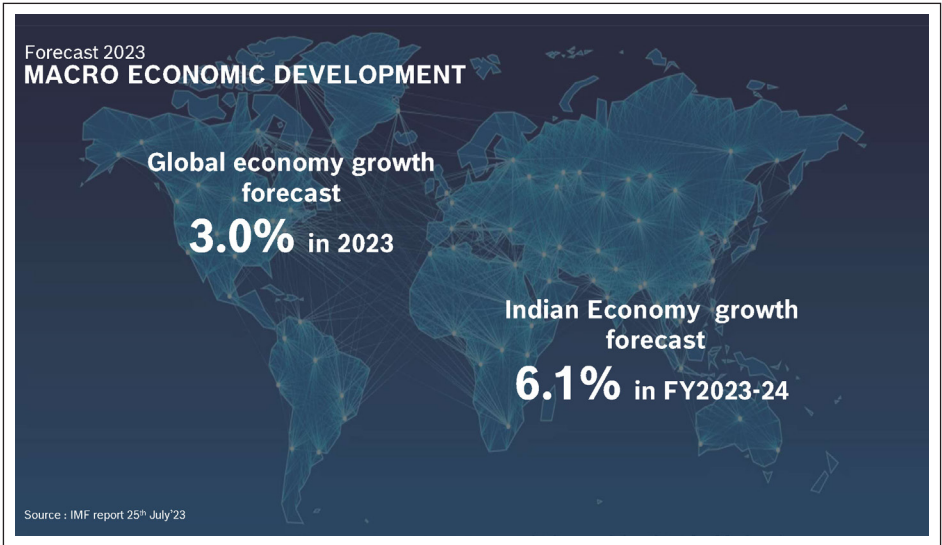 Forecast 2023
MACRO ECONOMIC DEVELOPMENT
Global economy growth
forecast
3.0% in 2023
Indian Economy growth
forecast
6.1% in FY2023-24
Source : IMF report 25th July'23